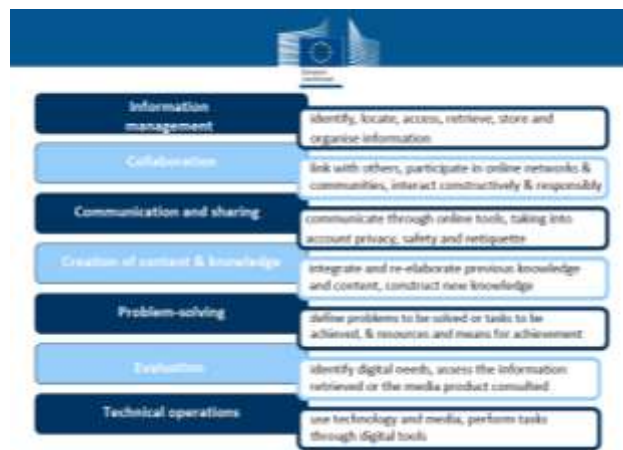 Information
management
identify, locate, access, retrieve, store and
organise information
Collaboration
link with others, participate in online networks &
communities, interact constructively & responsibly
Communication and sharing
communicate through online tools, taking into
account privacy, safety and netiquette
Creation of content & knowledge
integrate and re-elaborate previous knowledge
and content, construct new knowledge
Problem-solving
define problems to be solved or tasks to be
achieved, & resources and means for achievement
Evaluation
identify digital needs, assess the information
retrieved or the media product consulted
Technical operations
use technology and media, perform tasks
through digital tools